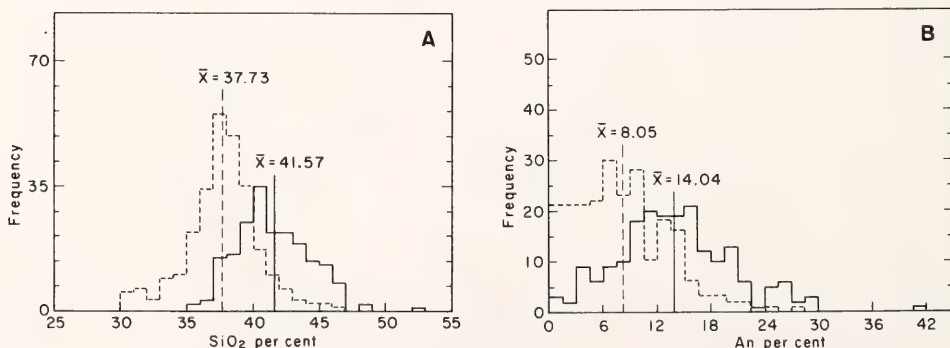 A
70
X̄ = 37.73
X̄ = 41.57
35
0
Frequency
25 30 35 40 45 50 55
SiO₂ per cent
B
50
40
X̄ = 8.05
30
X̄ = 14.04
20
10
0
Frequency
0 6 12 18 24 30 36 42
An per cent